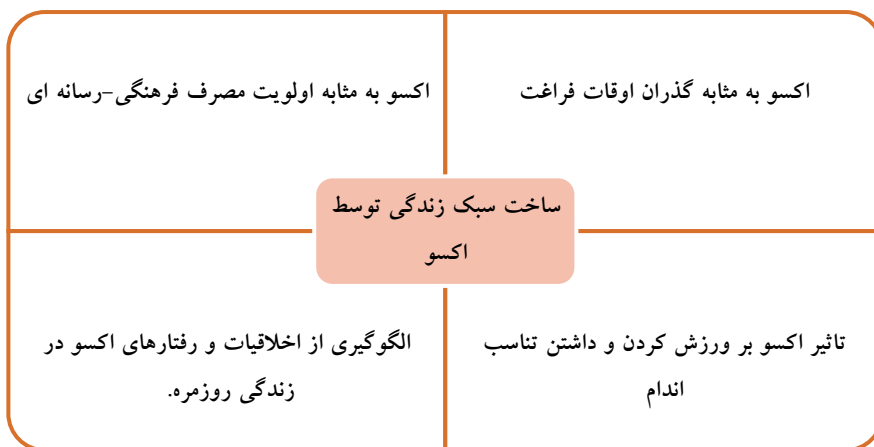 اکسو به مثابه گذران اوقات فراغت
اکسو به مثابه اولویت مصرف فرهنگی-رسانه ای
ساخت سبک زندگی توسط
اکسو
تاثیر اکسو بر ورزش کردن و داشتن تناسب
اندام
الگوگیری از اخلاقیات و رفتارهای اکسو در
زندگی روزمره.